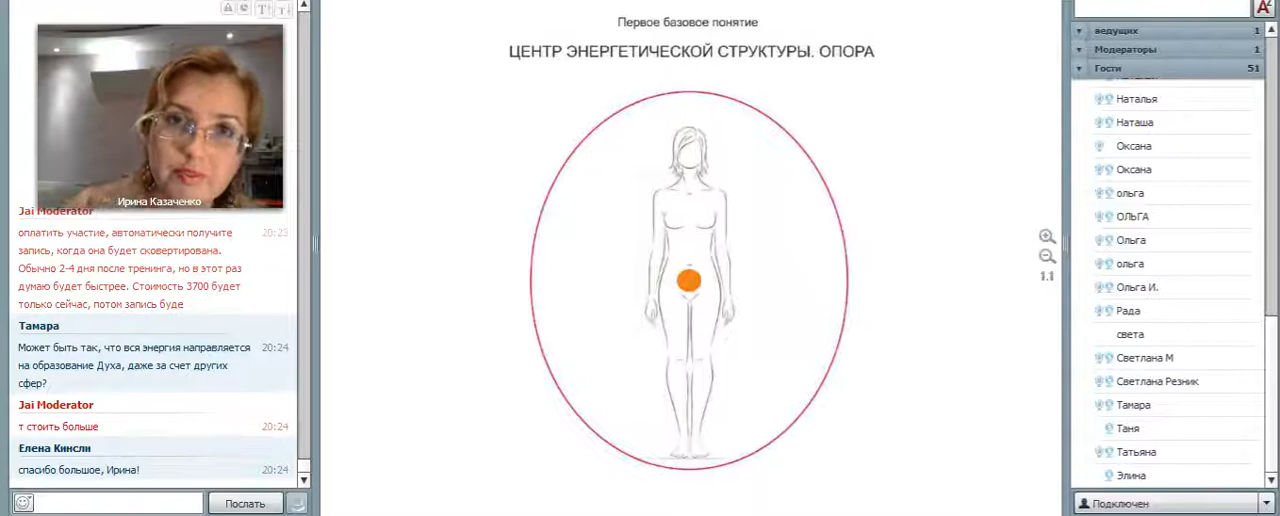 Ирина Казаченко
Jai Moderator
оплатить участие, автоматически получите 20:23
запись, когда она будет сковертирована.
Обычно 2-4 дня после тренинга, но в этот раз
думаю будет быстрее. Стоимость 3700 будет
только сейчас, потом запись буде
Тамара
Может быть так, что вся энергия направляется 20:24
на образование Духа, даже за счет других
сфер?
Jai Moderator
т стоить больше 20:24
Елена Кинсли
спасибо большое, Ирина! 20:24
Послать
Первое базовое понятие
ЦЕНТР ЭНЕРГЕТИЧЕСКОЙ СТРУКТУРЫ. ОПОРА
1:1
ведущих 1
Модераторы 1
Гости 51
Наталья
Наташа
Оксана
Оксана
ольга
ОЛЬГА
Ольга
ольга
Ольга И.
Рада
света
Светлана М
Светлана Резник
Тамара
Таня
Татьяна
Элина
Подключен